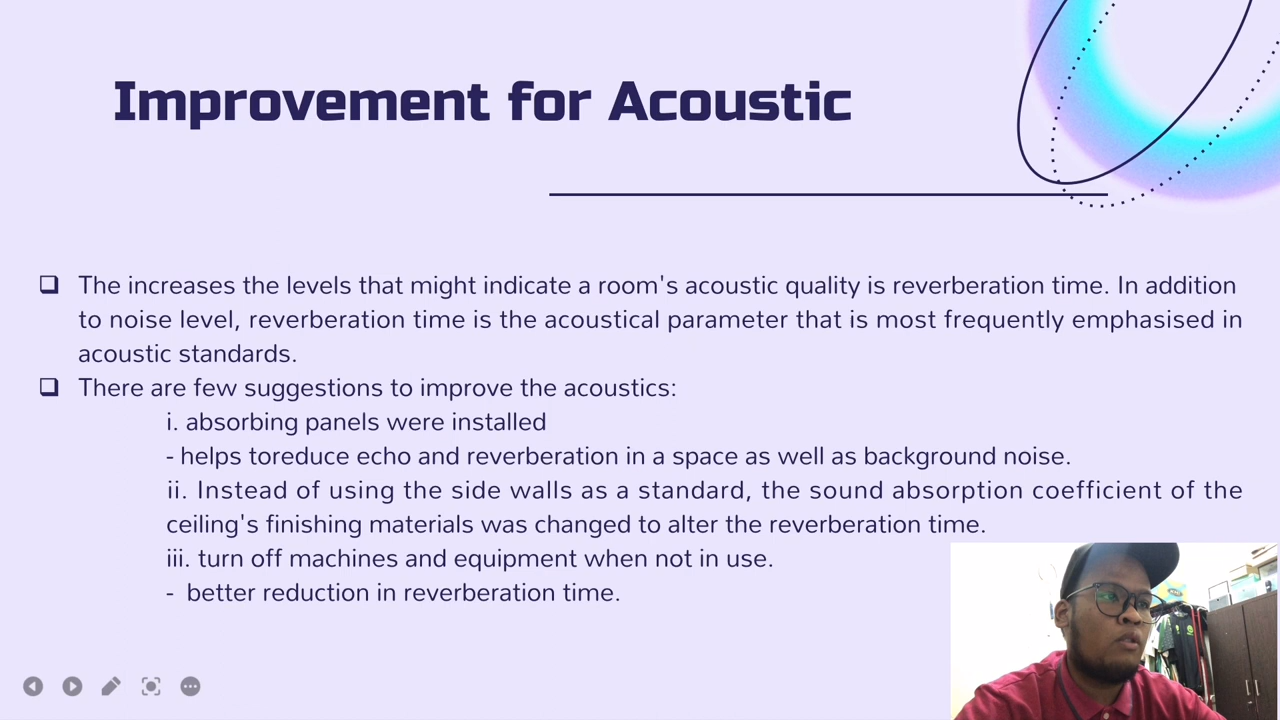 Improvement for Acoustic
❑ The increases the levels that might indicate a room's acoustic quality is reverberation time. In addition
to noise level, reverberation time is the acoustical parameter that is most frequently emphasised in
acoustic standards.
❑ There are few suggestions to improve the acoustics:
i. absorbing panels were installed
- helps toreduce echo and reverberation in a space as well as background noise.
ii. Instead of using the side walls as a standard, the sound absorption coefficient of the
ceiling's finishing materials was changed to alter the reverberation time.
iii. turn off machines and equipment when not in use.
- better reduction in reverberation time.